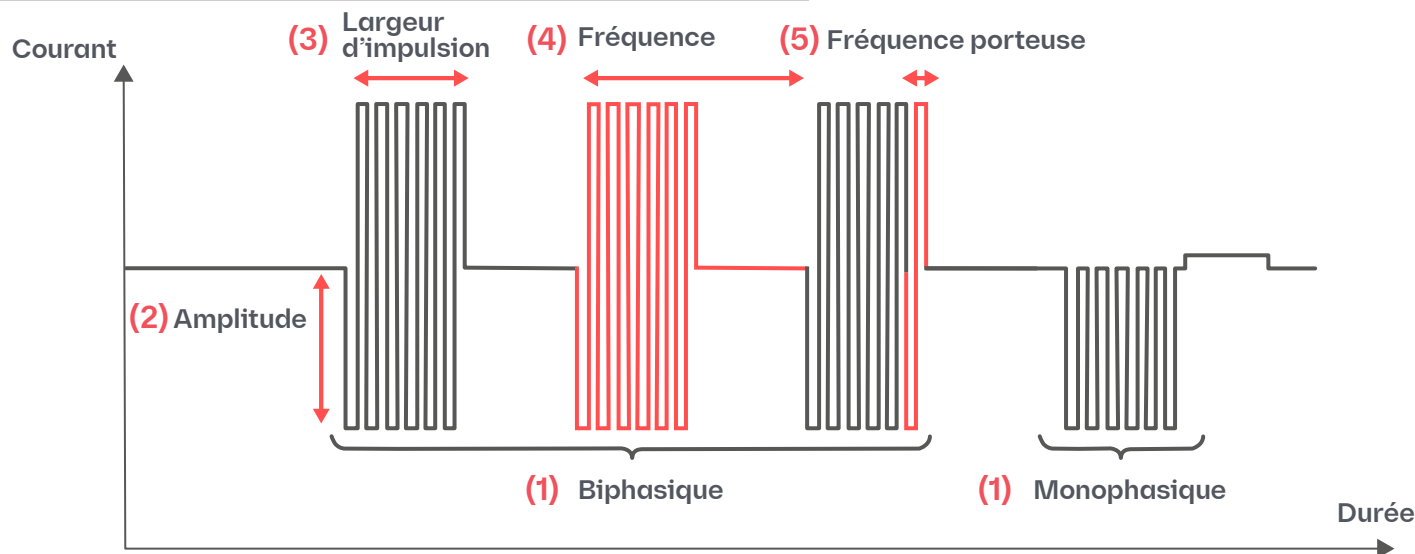 Courant
(3) Largeur
d’impulsion
(4) Fréquence
(5) Fréquence porteuse
(2) Amplitude
(1) Biphasique
(1) Monophasique
Durée